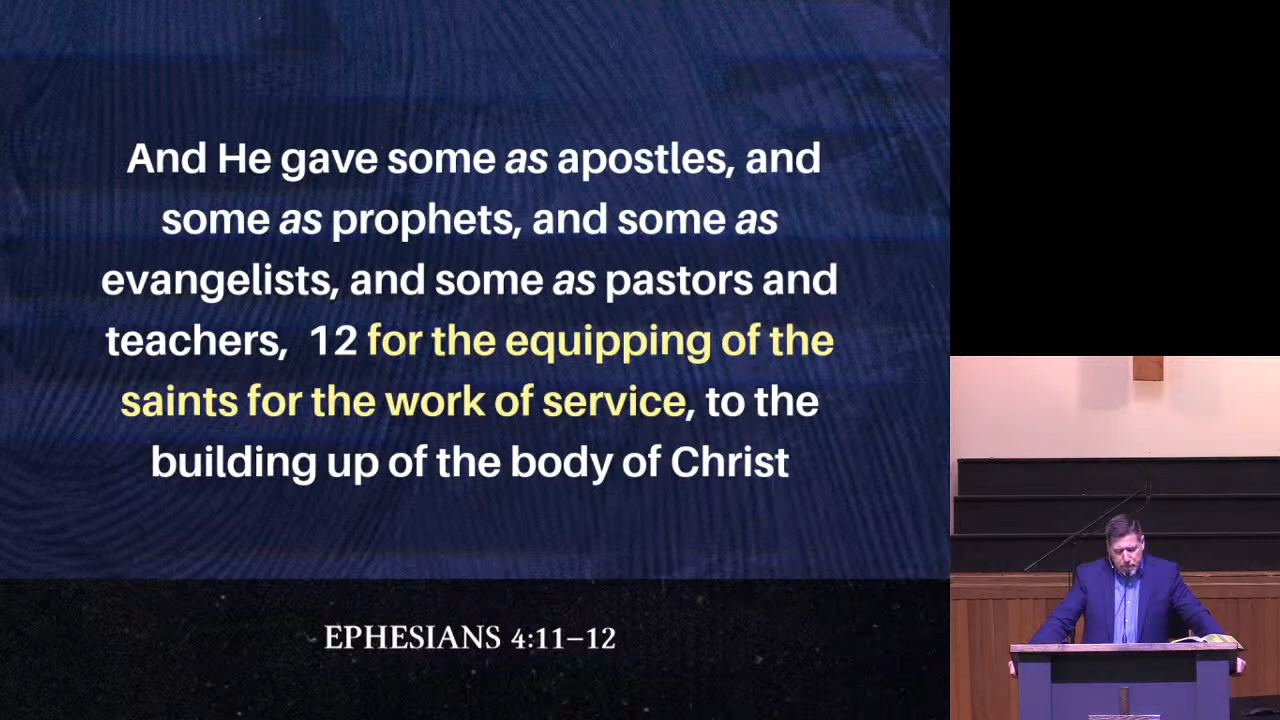 And He gave some as apostles, and
some as prophets, and some as
evangelists, and some as pastors and
teachers,  12 for the equipping of the
saints for the work of service, to the
building up of the body of Christ
EPHESIANS 4:11–12